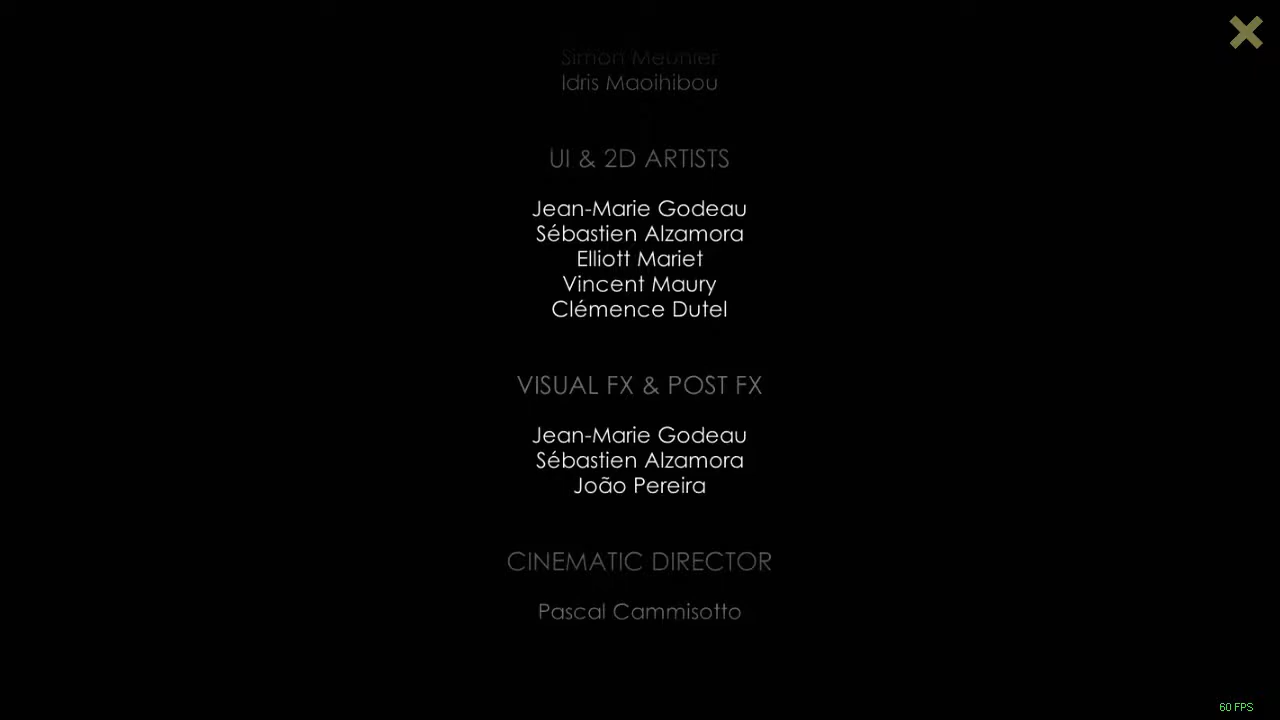 Simon Meunier
Idris Maoihibou
UI & 2D ARTISTS
Jean-Marie Godeau
Sébastien Alzamora
Elliott Mariet
Vincent Maury
Clémence Dutel
VISUAL FX & POST FX
Jean-Marie Godeau
Sébastien Alzamora
João Pereira
CINEMATIC DIRECTOR
Pascal Cammisotto
60 FPS